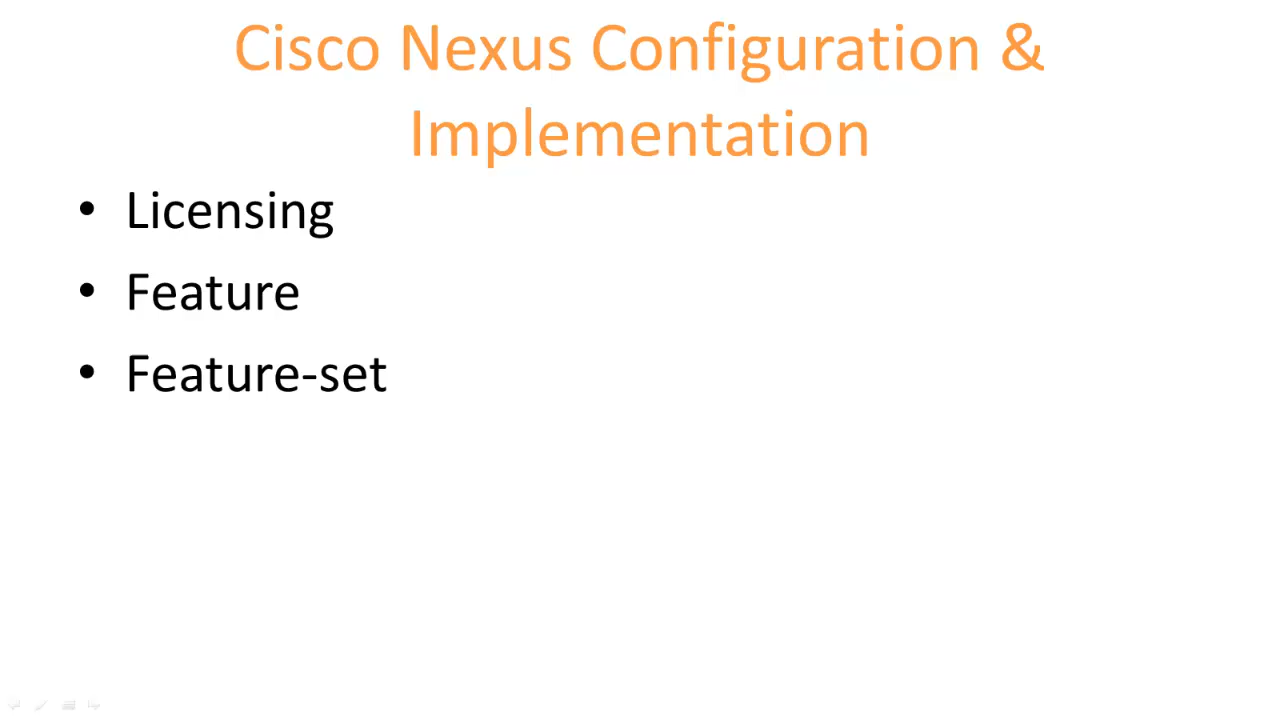 Cisco Nexus Configuration &
Implementation
• Licensing
• Feature
• Feature-set